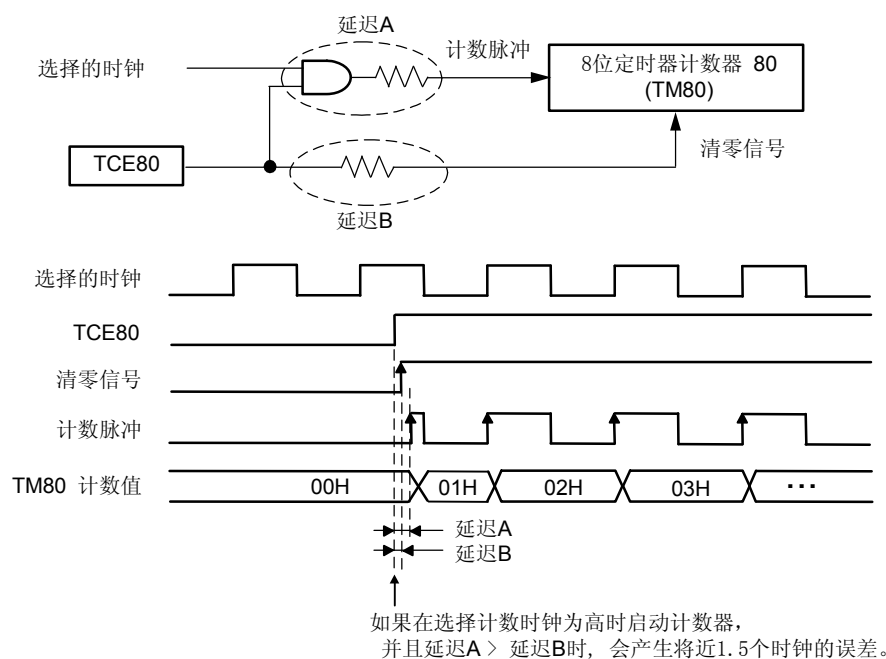 延迟A
选择的时钟
计数脉冲
8位定时器计数器 80
(TM80)
清零信号
TCE80
延迟B
选择的时钟
TCE80
清零信号
计数脉冲
TM80 计数值 00H 01H 02H 03H ···
延迟A
延迟B
如果在选择计数时钟为高时启动计数器，
并且延迟A > 延迟B时, 会产生将近1.5个时钟的误差。